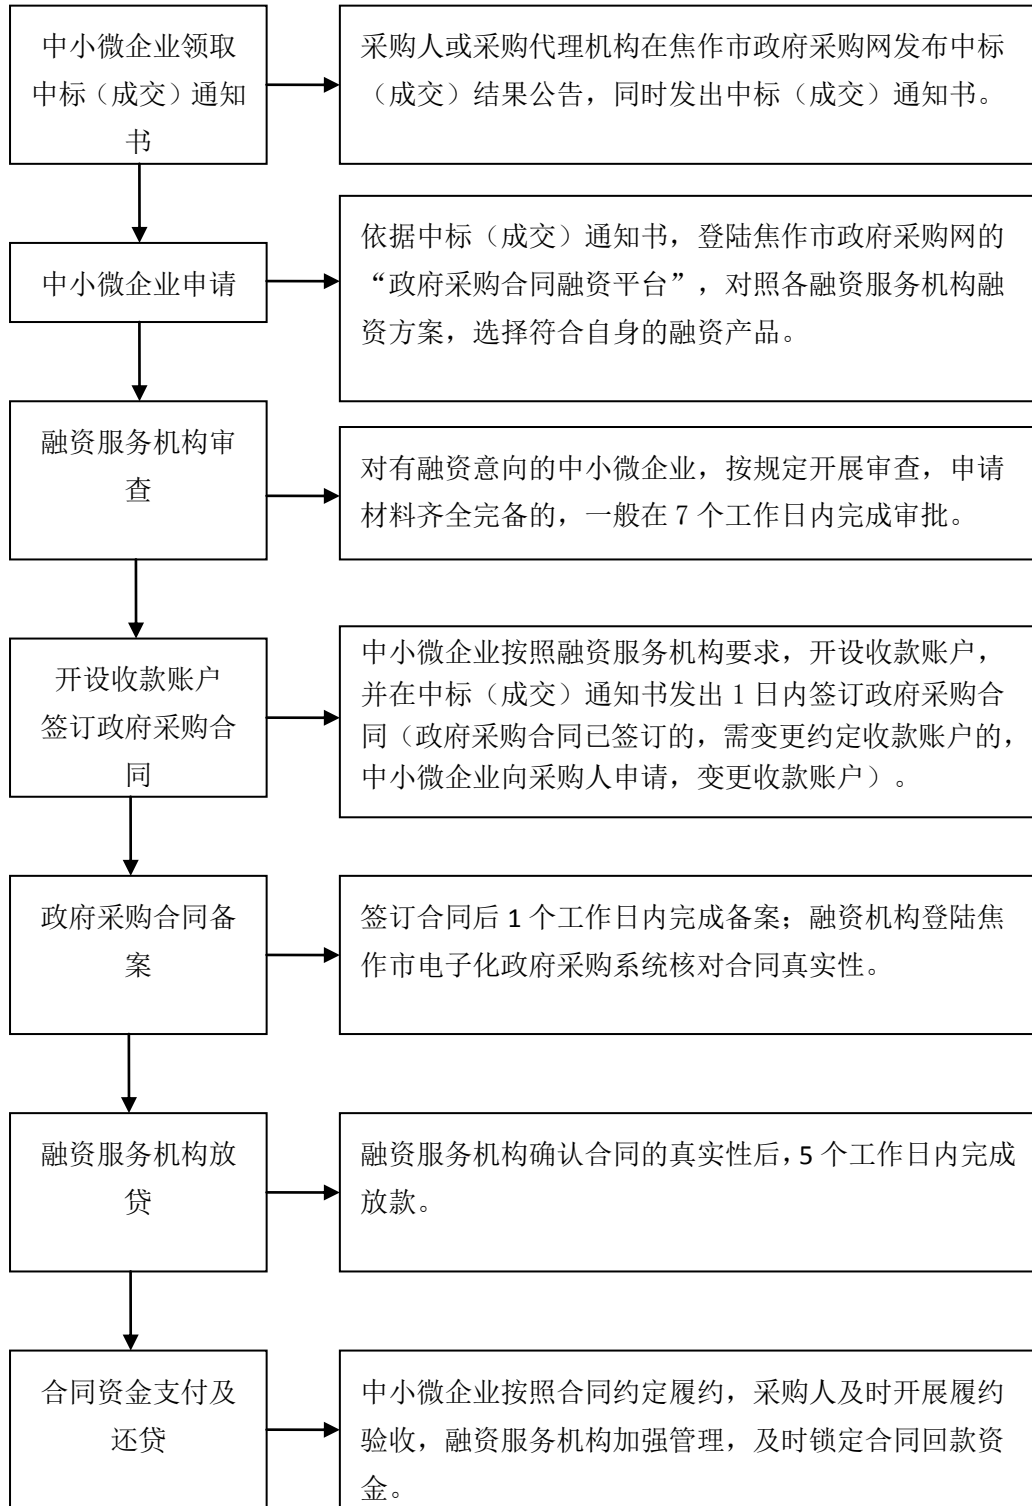 中小微企业领取
中标（成交）通知
书
采购人或采购代理机构在焦作市政府采购网发布中标
（成交）结果公告，同时发出中标（成交）通知书。
中小微企业申请
依据中标（成交）通知书，登陆焦作市政府采购网的
“政府采购合同融资平台”，对照各融资服务机构融
资方案，选择符合自身的融资产品。
融资服务机构审
查
对有融资意向的中小微企业，按规定开展审查，申请
材料齐全完备的，一般在 7 个工作日内完成审批。
开设收款账户
签订政府采购合
同
中小微企业按照融资服务机构要求，开设收款账户，
并在中标（成交）通知书发出 1 日内签订政府采购合
同（政府采购合同已签订的，需变更约定收款账户的，
中小微企业向采购人申请，变更收款账户）。
政府采购合同备
案
签订合同后 1 个工作日内完成备案；融资机构登陆焦
作市电子化政府采购系统核对合同真实性。
融资服务机构放
贷
融资服务机构确认合同的真实性后，5 个工作日内完成
放款。
合同资金支付及
还贷
中小微企业按照合同约定履约，采购人及时开展履约
验收，融资服务机构加强管理，及时锁定合同回款资
金。